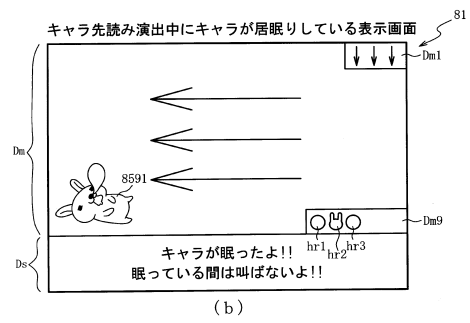 キャラ先読み演出中にキャラが居眠りしている表示画面
81
Dm1
Dm
8591
Dm9
hr1 hr2 hr3
Ds
キャラが眠ったよ!!
眠っている間は叫ばないよ!!
(b)